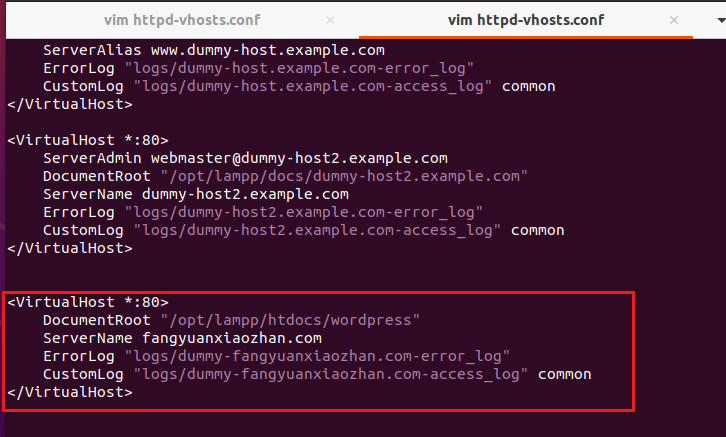 vim httpd-vhosts.conf × vim httpd-vhosts.conf ×
ServerAlias www.dummy-host.example.com
ErrorLog "logs/dummy-host.example.com-error_log"
CustomLog "logs/dummy-host.example.com-access_log" common
</VirtualHost>
<VirtualHost *:80>
ServerAdmin webmaster@dummy-host2.example.com
DocumentRoot "/opt/lampp/docs/dummy-host2.example.com"
ServerName dummy-host2.example.com
ErrorLog "logs/dummy-host2.example.com-error_log"
CustomLog "logs/dummy-host2.example.com-access_log" common
</VirtualHost>
<VirtualHost *:80>
DocumentRoot "/opt/lampp/htdocs/wordpress"
ServerName fangyuanxiaozhan.com
ErrorLog "logs/dummy-fangyuanxiaozhan.com-error_log"
CustomLog "logs/dummy-fangyuanxiaozhan.com-access_log" common
</VirtualHost>